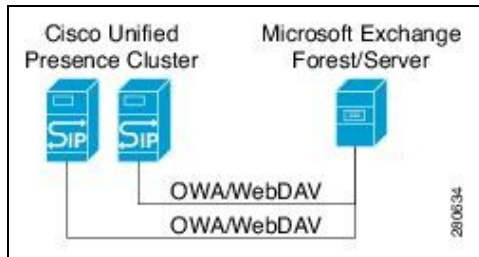 Cisco Unified
Presence Cluster
Microsoft Exchange
Forest/Server
SIP
SIP
OWA/WebDAV
OWA/WebDAV
280634